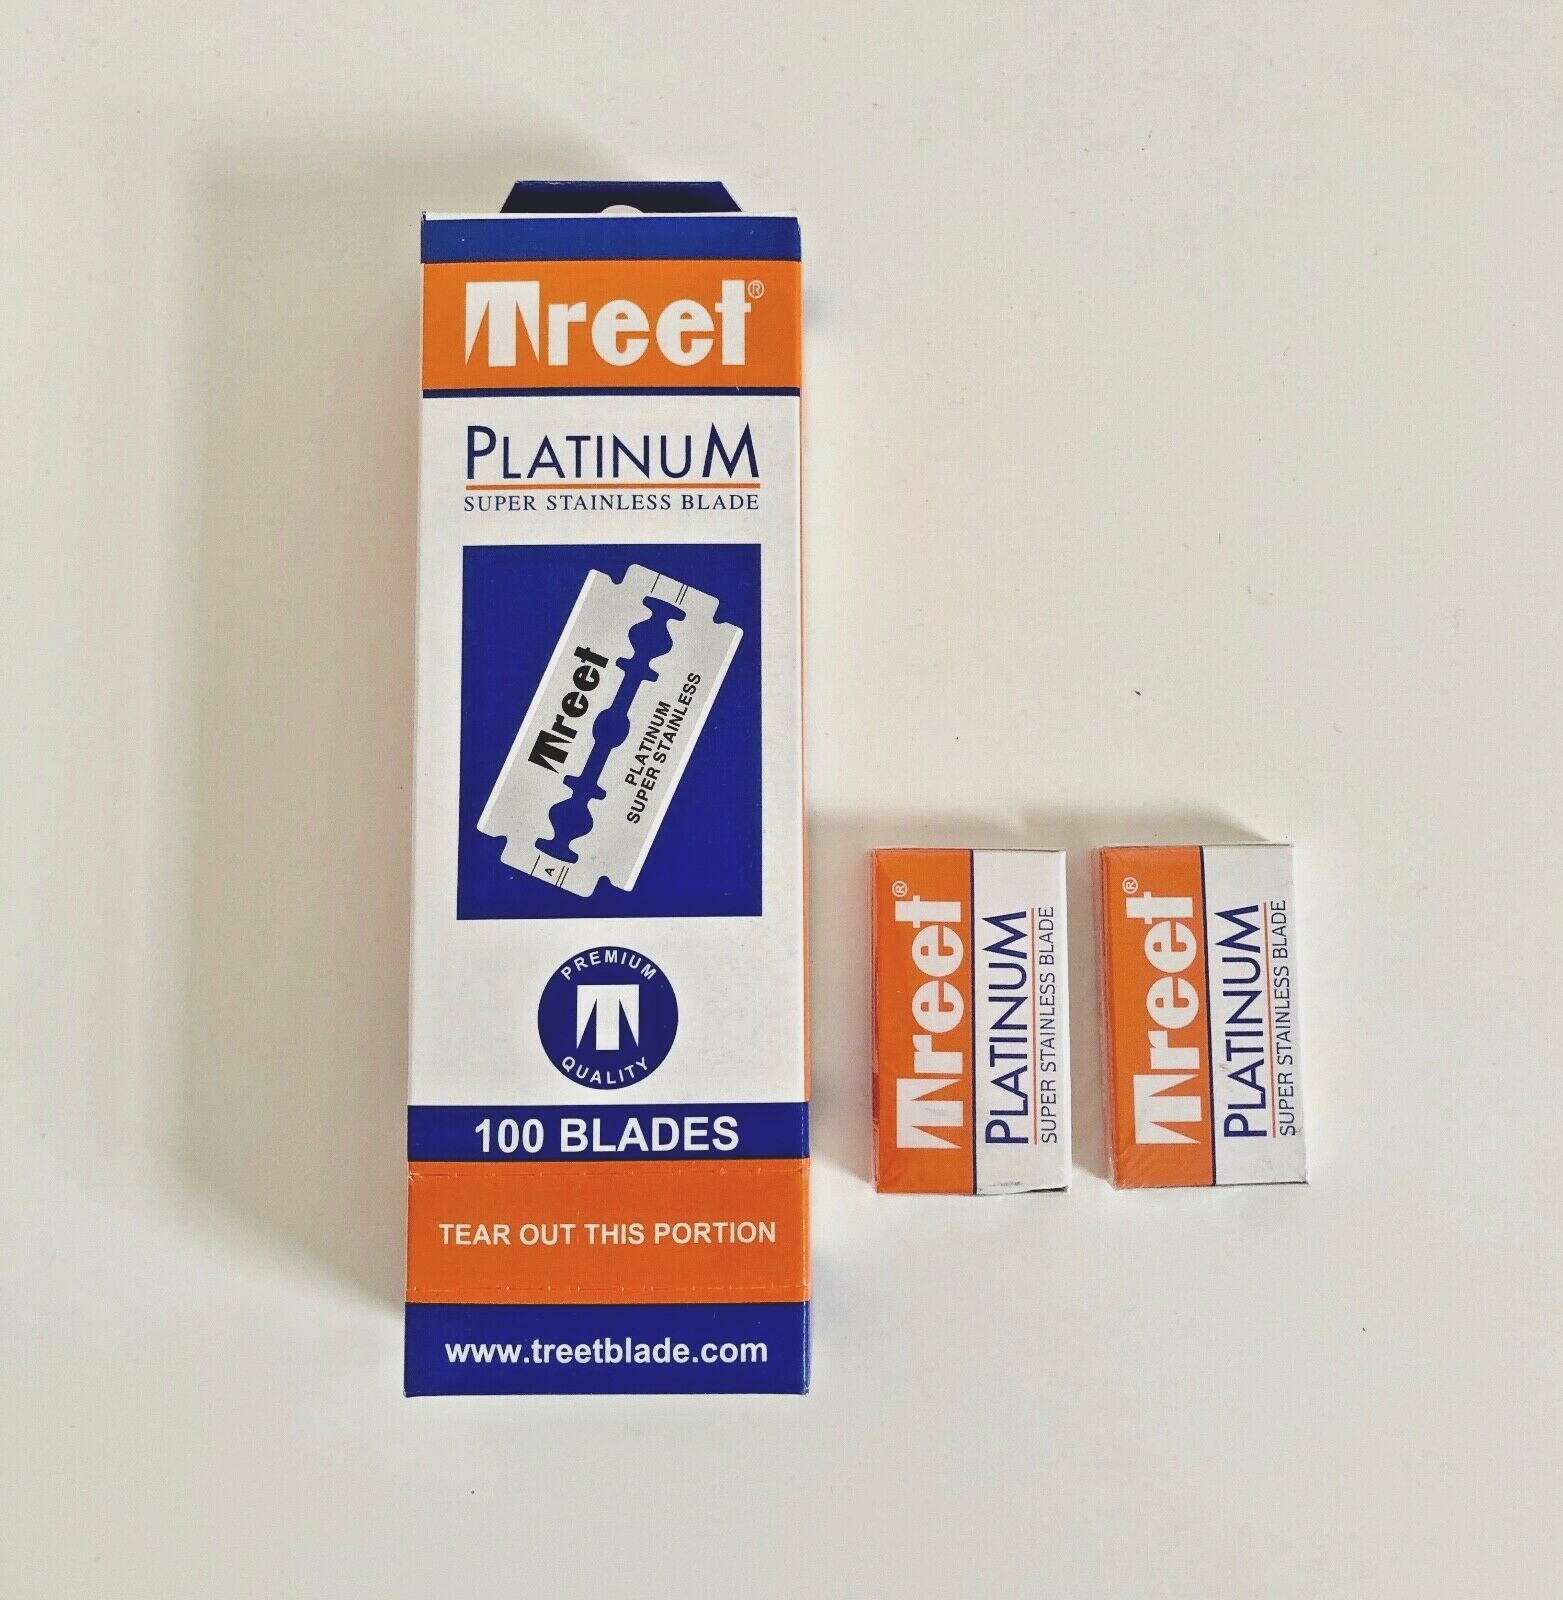 Treet®
PLATINUM
SUPER STAINLESS BLADE
Treet
PLATINUM
SUPER STAINLESS
A
PREMIUM
T
QUALITY
100 BLADES
TEAR OUT THIS PORTION
www.treetblade.com
Treet®
PLATINUM
SUPER STAINLESS BLADE
Treet®
PLATINUM
SUPER STAINLESS BLADE